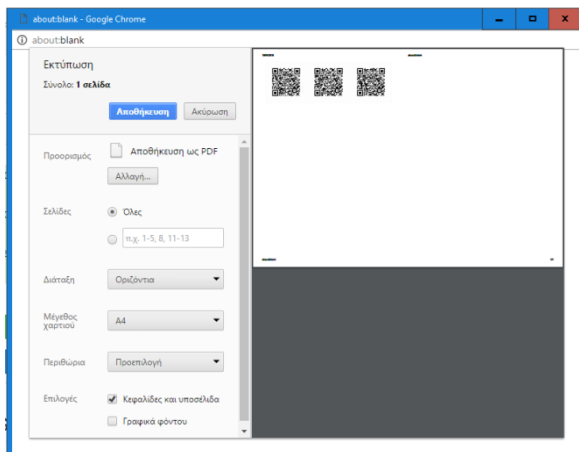 about:blank - Google Chrome
about:blank
Εκτύπωση
Σύνολο: 1 σελίδα
Αποθήκευση Ακύρωση
Προορισμός Αποθήκευση ως PDF
Αλλαγή...
Σελίδες Όλες
π.χ. 1-5, 8, 11-13
Διάταξη Οριζόντια
Μέγεθος χαρτιού A4
Περιθώρια Προεπιλογή
Επιλογές Κεφαλίδες και υποσέλιδα
Γραφικά φόντου